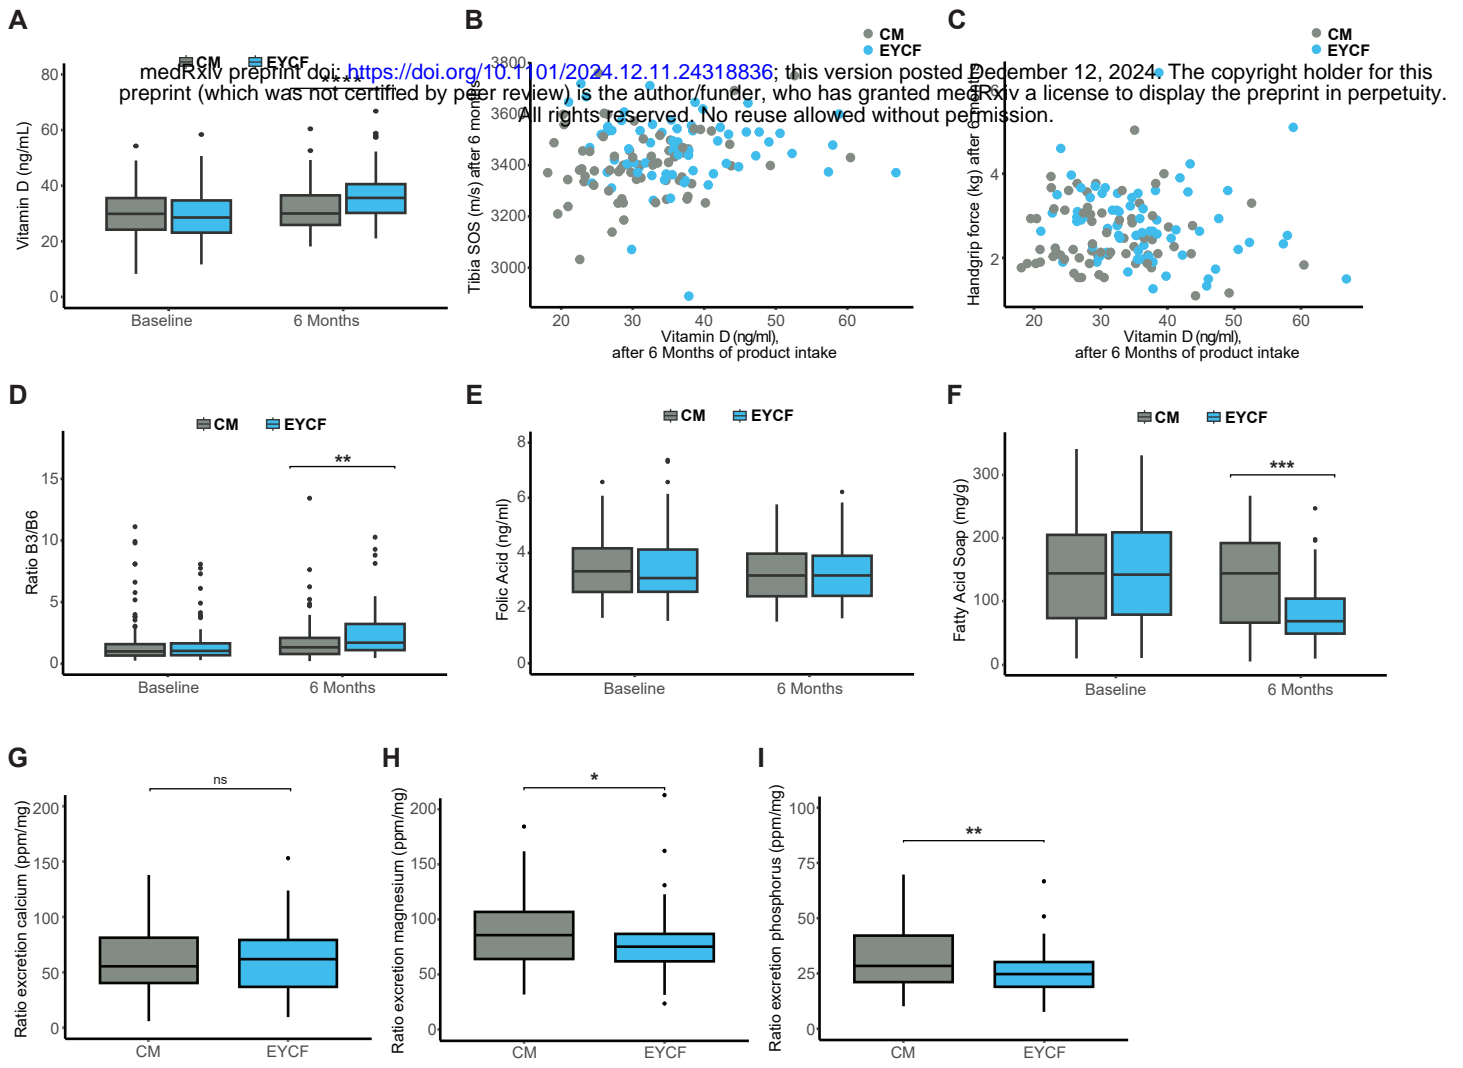 A
B
C
CM
EYCF
CM
EYCF
CM
EYCF
medRxiv preprint doi: https://doi.org/10.1101/2024.12.11.24318836; this version posted December 12, 2024. The copyright holder for this
preprint (which was not certified by peer review) is the author/funder, who has granted medRxiv a license to display the preprint in perpetuity.
All rights reserved. No reuse allowed without permission.
****
Vitamin D (ng/mL)
80
60
40
20
0
Baseline
6 Months
Tibia SOS (m/s) after 6 months
3800
3600
3400
3200
3000
20
30
40
50
60
Vitamin D (ng/ml),
after 6 Months of product intake
Handgrip force (kg) after 6 months
4
2
20
30
40
50
60
Vitamin D (ng/ml),
after 6 Months of product intake
D
CM
EYCF
**
Ratio B3/B6
15
10
5
0
Baseline
6 Months
E
CM
EYCF
Folic Acid (ng/ml)
8
6
4
2
0
Baseline
6 Months
F
CM
EYCF
***
Fatty Acid Soap (mg/g)
300
200
100
0
Baseline
6 Months
G
ns
Ratio excretion calcium (ppm/mg)
200
150
100
50
0
CM
EYCF
H
*
Ratio excretion magnesium (ppm/mg)
200
150
100
50
0
CM
EYCF
I
**
Ratio excretion phosphorus (ppm/mg)
100
75
50
25
0
CM
EYCF